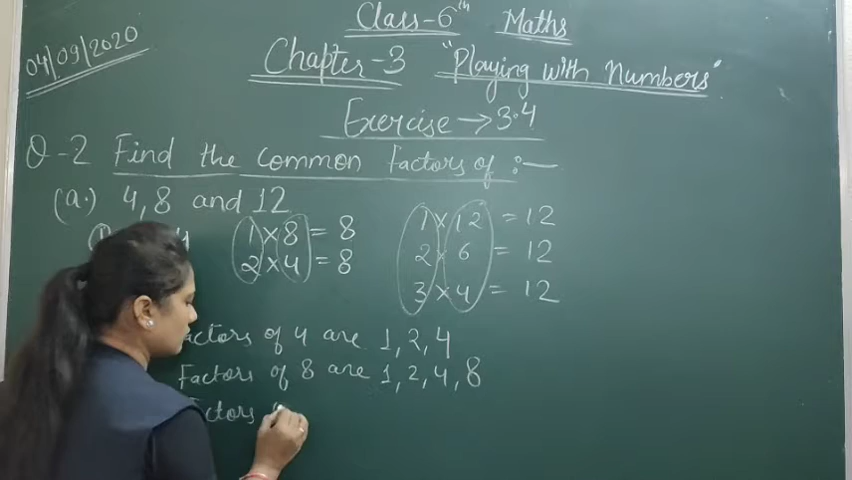 04/09/2020
Class-6th Maths
Chapter-3 "Playing with Numbers"
Exercise → 3.4
Q-2 Find the common Factors of :—
(a.) 4, 8 and 12
1×8 = 8
2×4 = 8
1×12 = 12
2×6 = 12
3×4 = 12
actors of 4 are 1, 2, 4
Factors of 8 are 1, 2, 4, 8
Factors